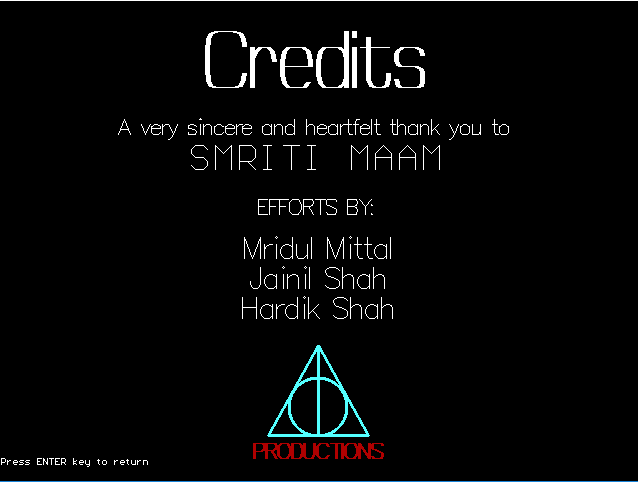 Credits
A very sincere and heartfelt thank you to
SMRITI MAAM
EFFORTS BY:
Mridul Mittal
Jainil Shah
Hardik Shah
PRODUCTIONS
Press ENTER key to return